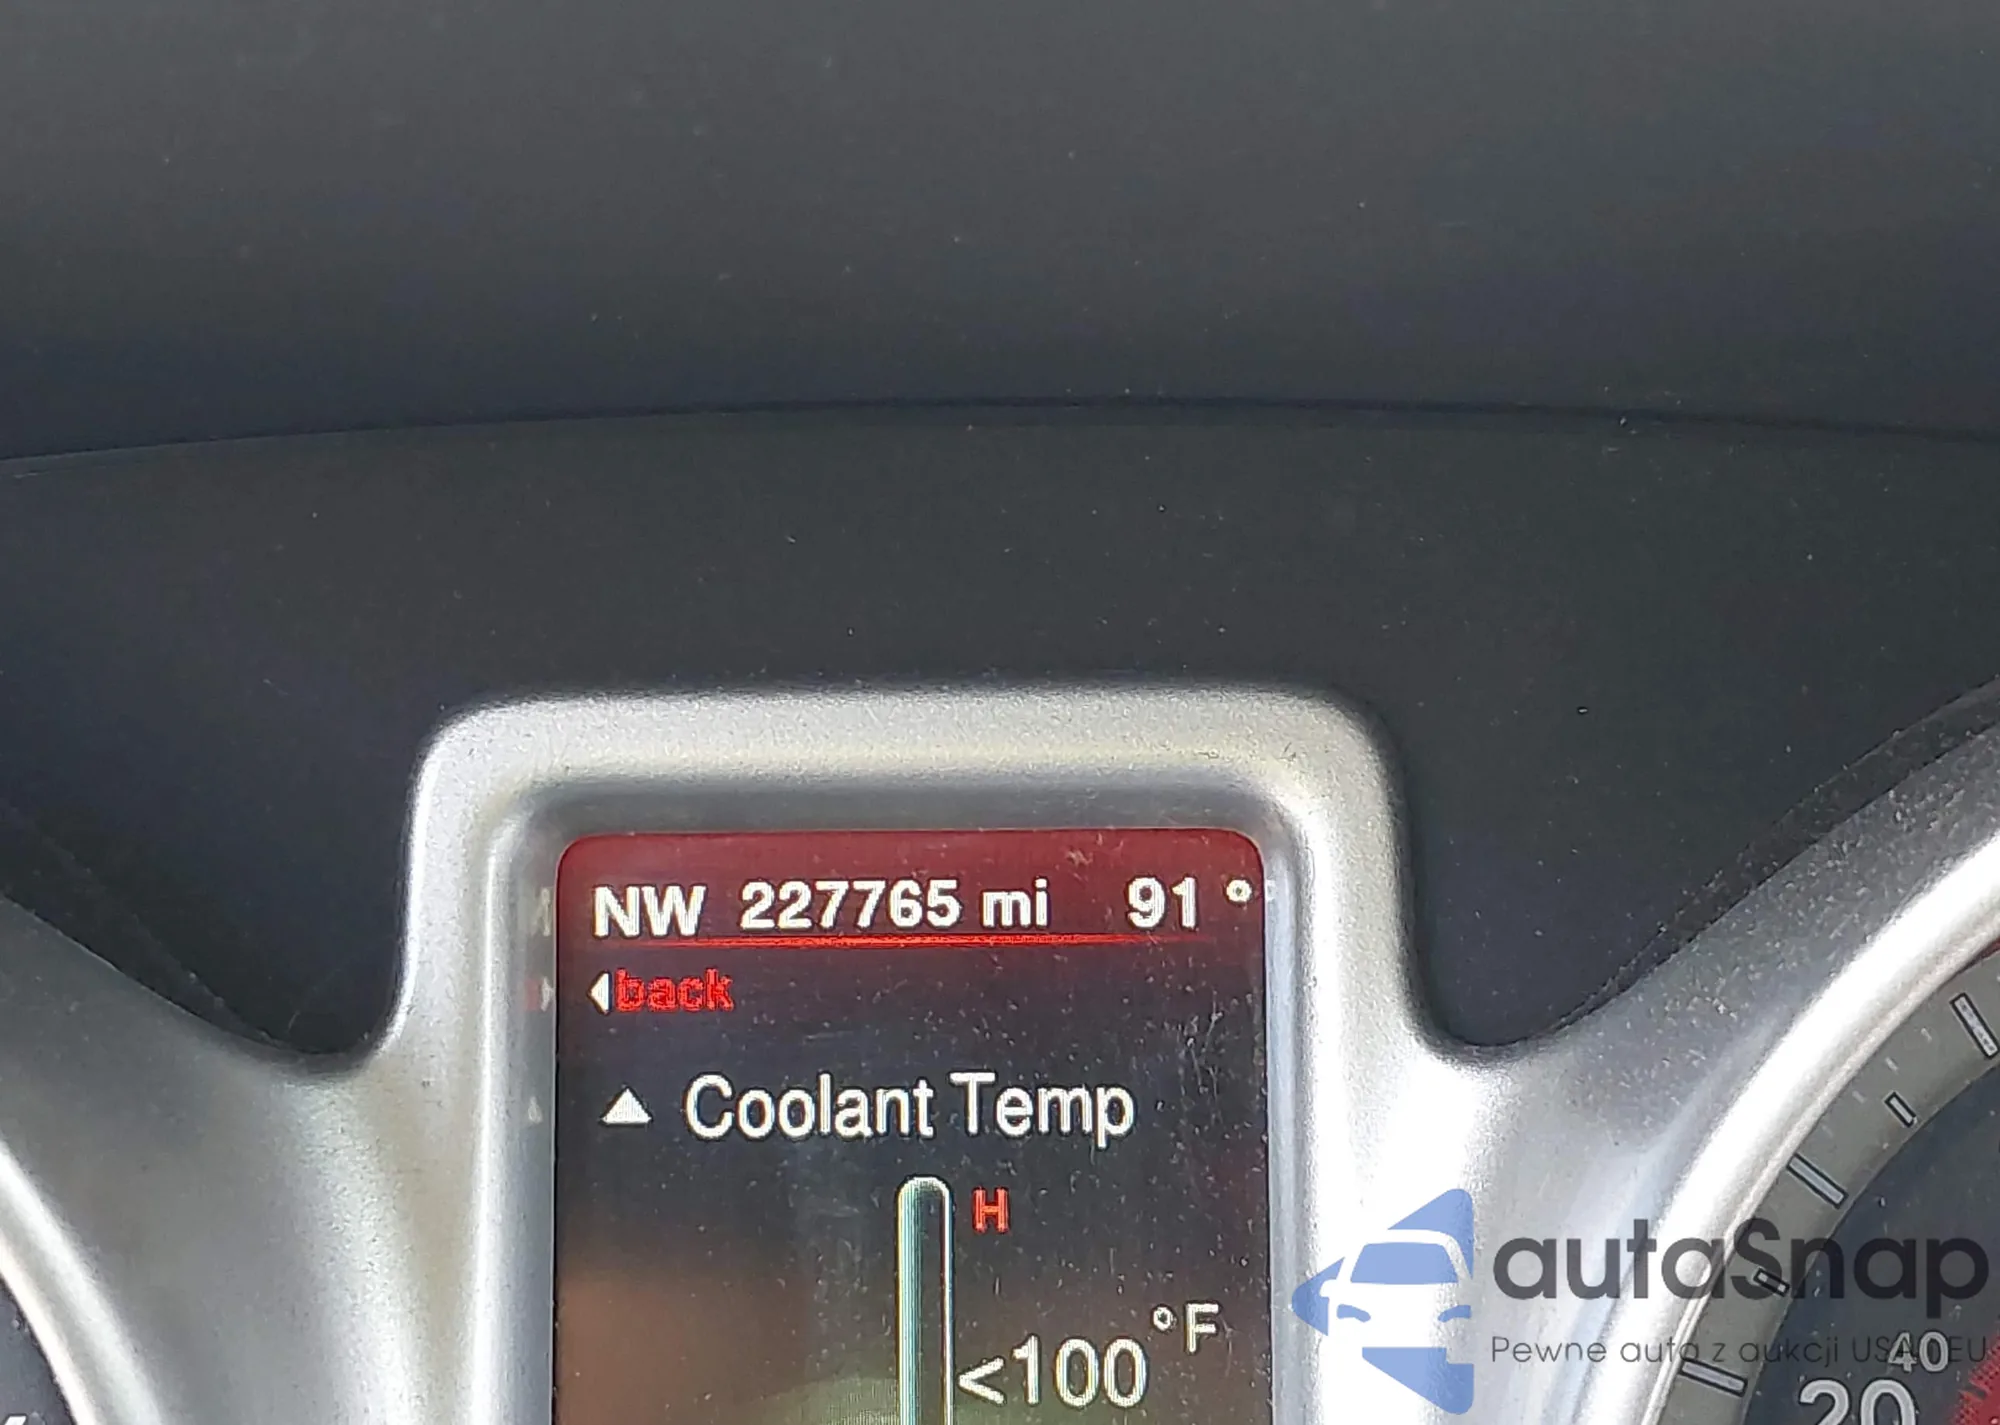 NW 227765 mi 91 °
back
Coolant Temp
H
<100 °F
autaSnap
Pewne auta z aukcji USA i EU
40
20